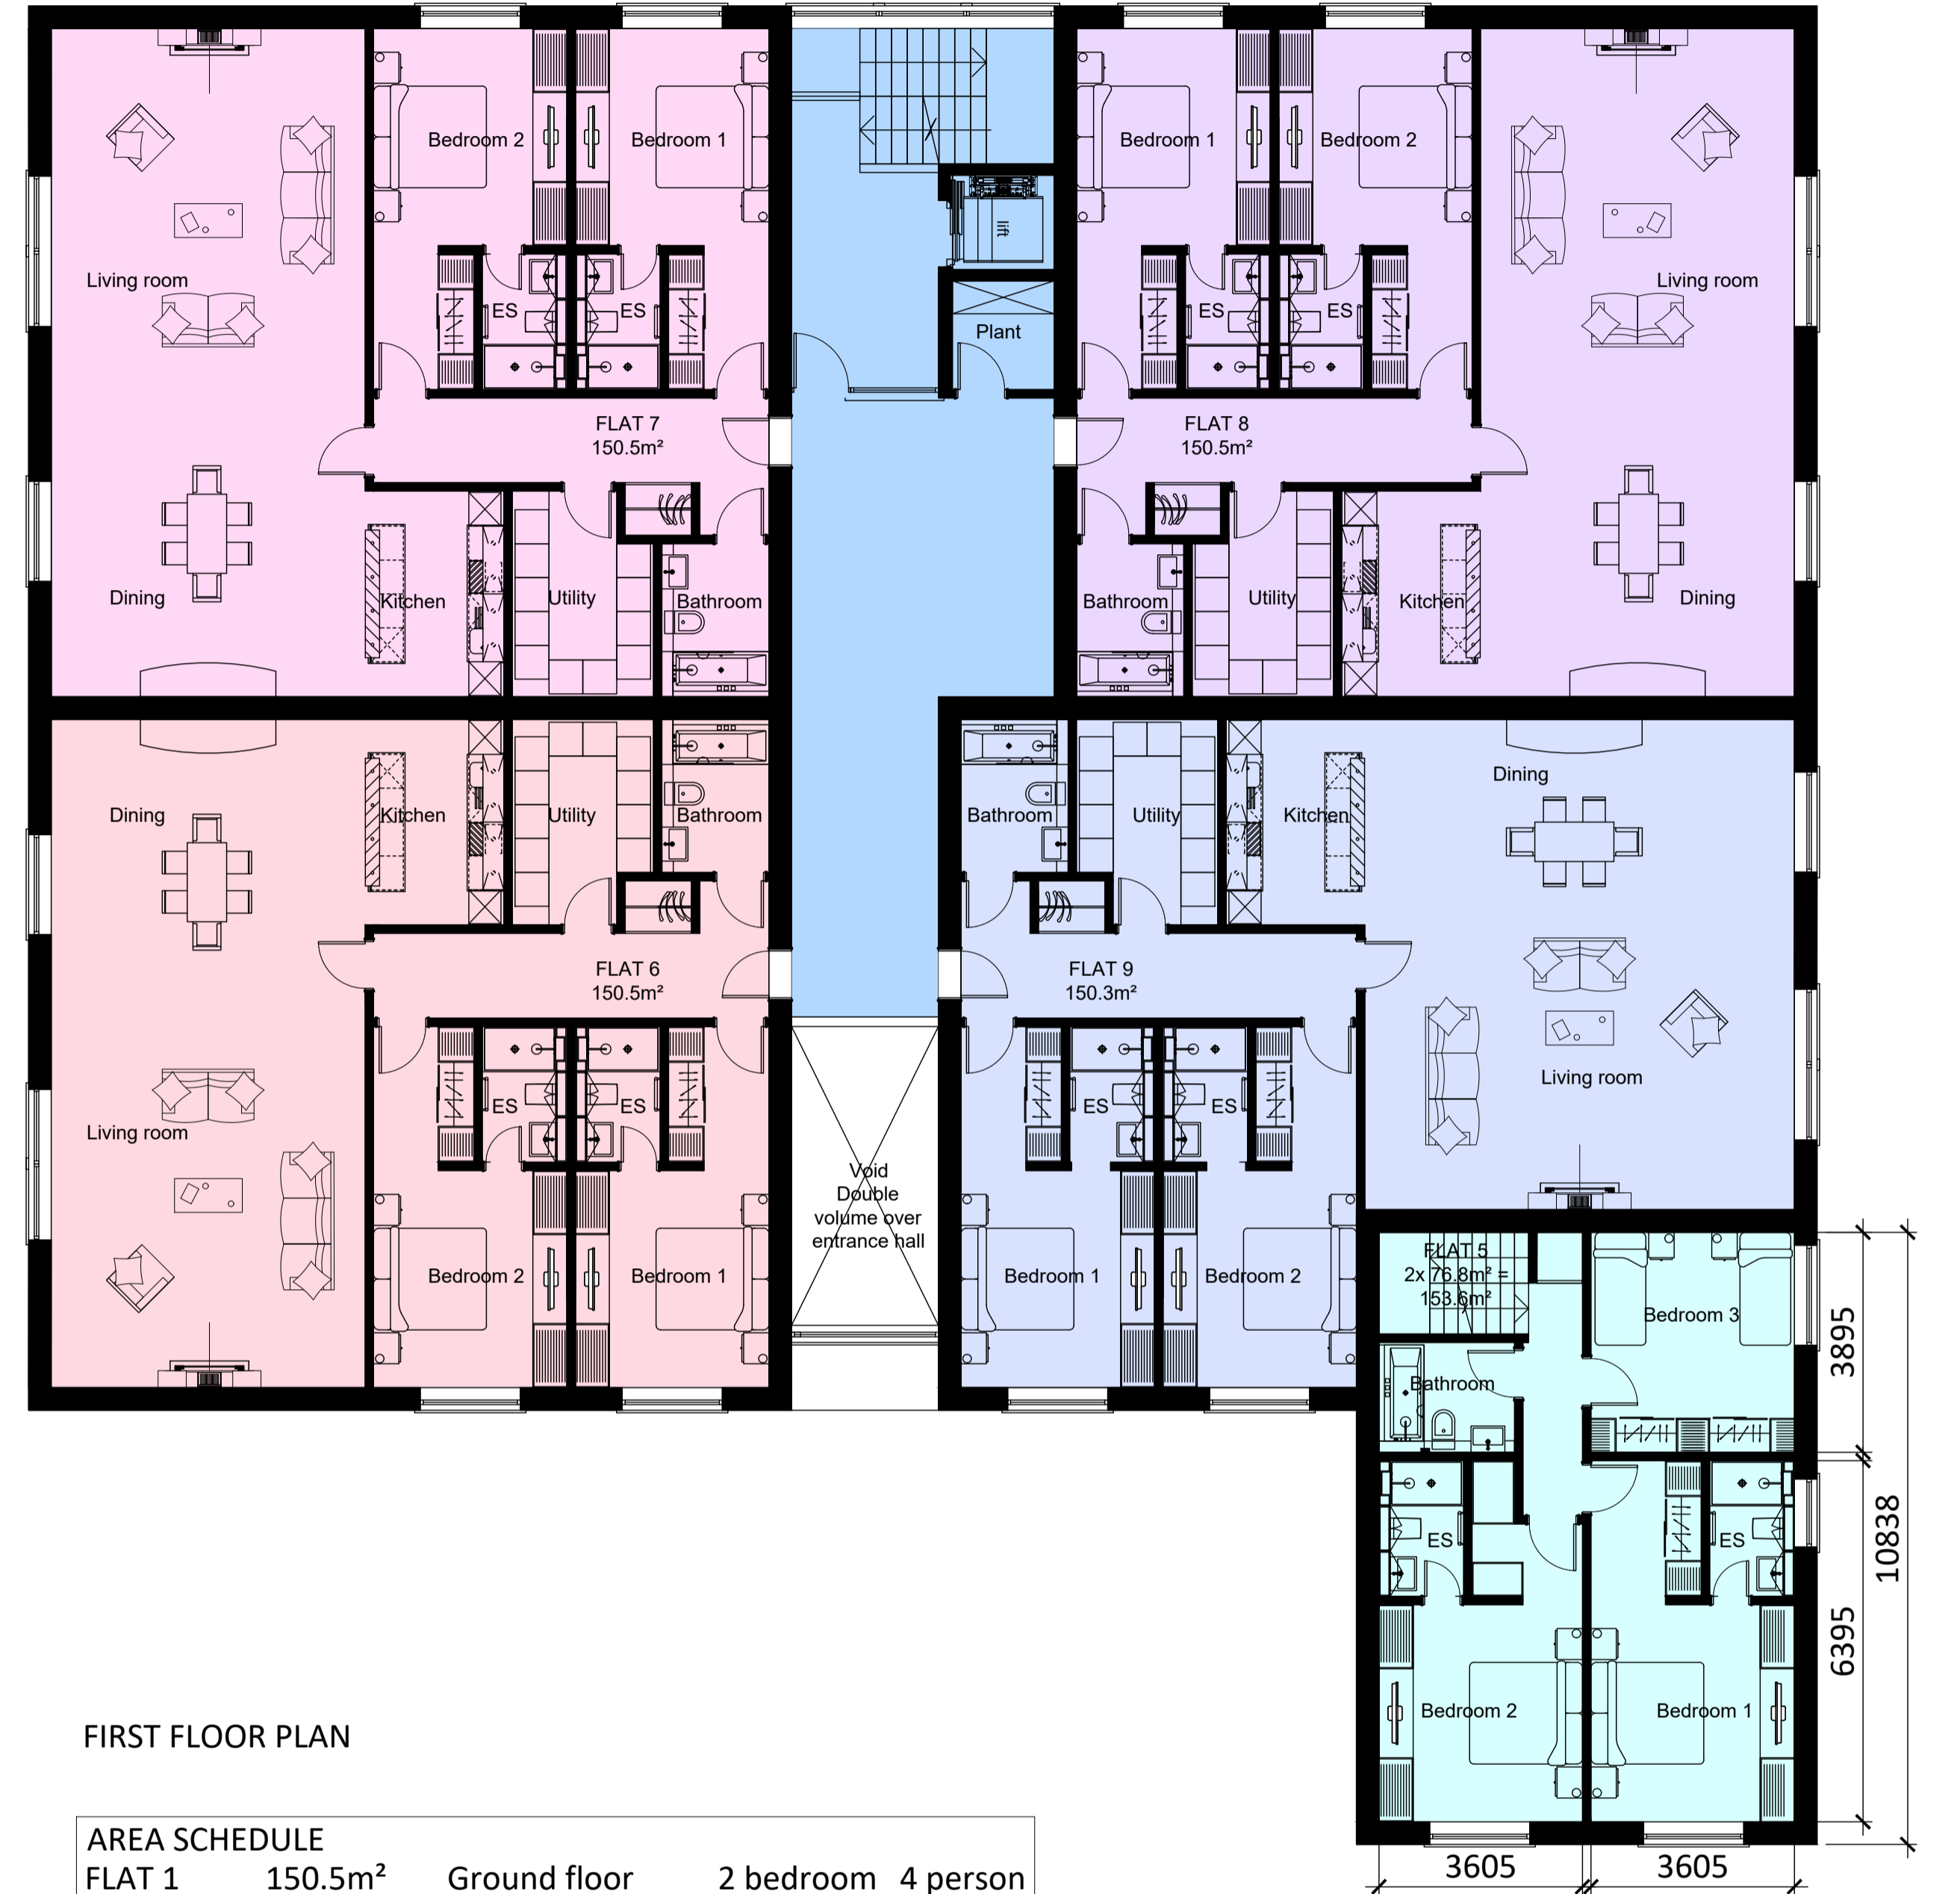 Bedroom 2
Bedroom 1
Living room
ES
ES
FLAT 7
150.5m²
Dining
Kitchen
Utility
Bathroom
lift
Plant
Bedroom 1
Bedroom 2
Living room
ES
ES
FLAT 8
150.5m²
Bathroom
Utility
Kitchen
Dining
Dining
Kitchen
Utility
Bathroom
FLAT 6
150.5m²
ES
ES
Living room
Bedroom 2
Bedroom 1
Void
Double
volume over
entrance hall
Bathroom
Utility
Kitchen
Dining
FLAT 9
150.3m²
ES
ES
Living room
Bedroom 1
Bedroom 2
FLAT 5
2x 76.8m² =
153.6m²
Bedroom 3
Bathroom
ES
ES
Bedroom 2
Bedroom 1
3895
10838
6395
3605
3605
FIRST FLOOR PLAN
AREA SCHEDULE
FLAT 1 150.5m² Ground floor 2 bedroom 4 person